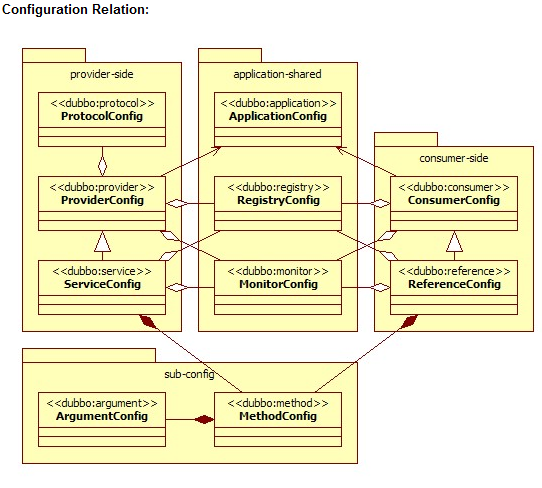 Configuration Relation:
provider-side
application-shared
<<dubbo:protocol>>
ProtocolConfig
<<dubbo:application>>
ApplicationConfig
consumer-side
<<dubbo:provider>>
ProviderConfig
<<dubbo:registry>>
RegistryConfig
<<dubbo:consumer>>
ConsumerConfig
<<dubbo:service>>
ServiceConfig
<<dubbo:monitor>>
MonitorConfig
<<dubbo:reference>>
ReferenceConfig
sub-config
<<dubbo:argument>>
ArgumentConfig
<<dubbo:method>>
MethodConfig